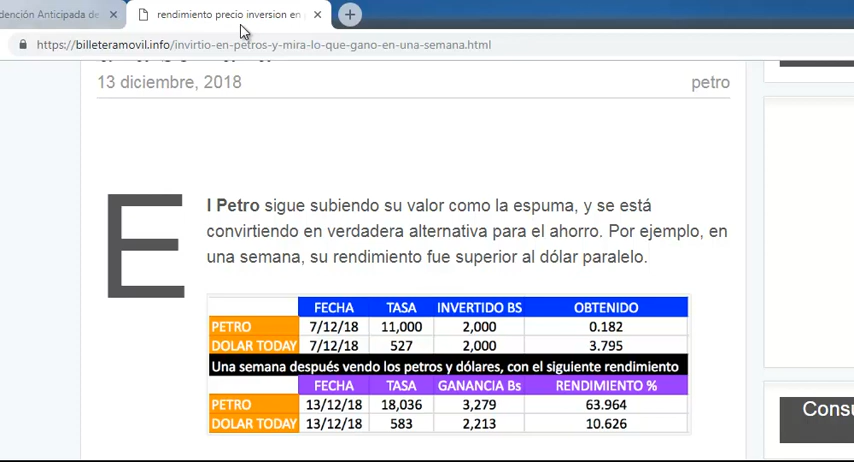 dención Anticipada de
rendimiento precio inversion en
https://billeteramovil.info/invirtio-en-petros-y-mira-lo-que-gano-en-una-semana.html
13 diciembre, 2018 petro
El Petro sigue subiendo su valor como la espuma, y se está
convirtiendo en verdadera alternativa para el ahorro. Por ejemplo, en
una semana, su rendimiento fue superior al dólar paralelo.
FECHA TASA INVERTIDO BS OBTENIDO
PETRO 7/12/18 11,000 2,000 0.182
DOLAR TODAY 7/12/18 527 2,000 3.795
Una semana después vendo los petros y dólares, con el siguiente rendimiento
FECHA TASA GANANCIA Bs RENDIMIENTO %
PETRO 13/12/18 18,036 3,279 63.964
DOLAR TODAY 13/12/18 583 2,213 10.626
Consu